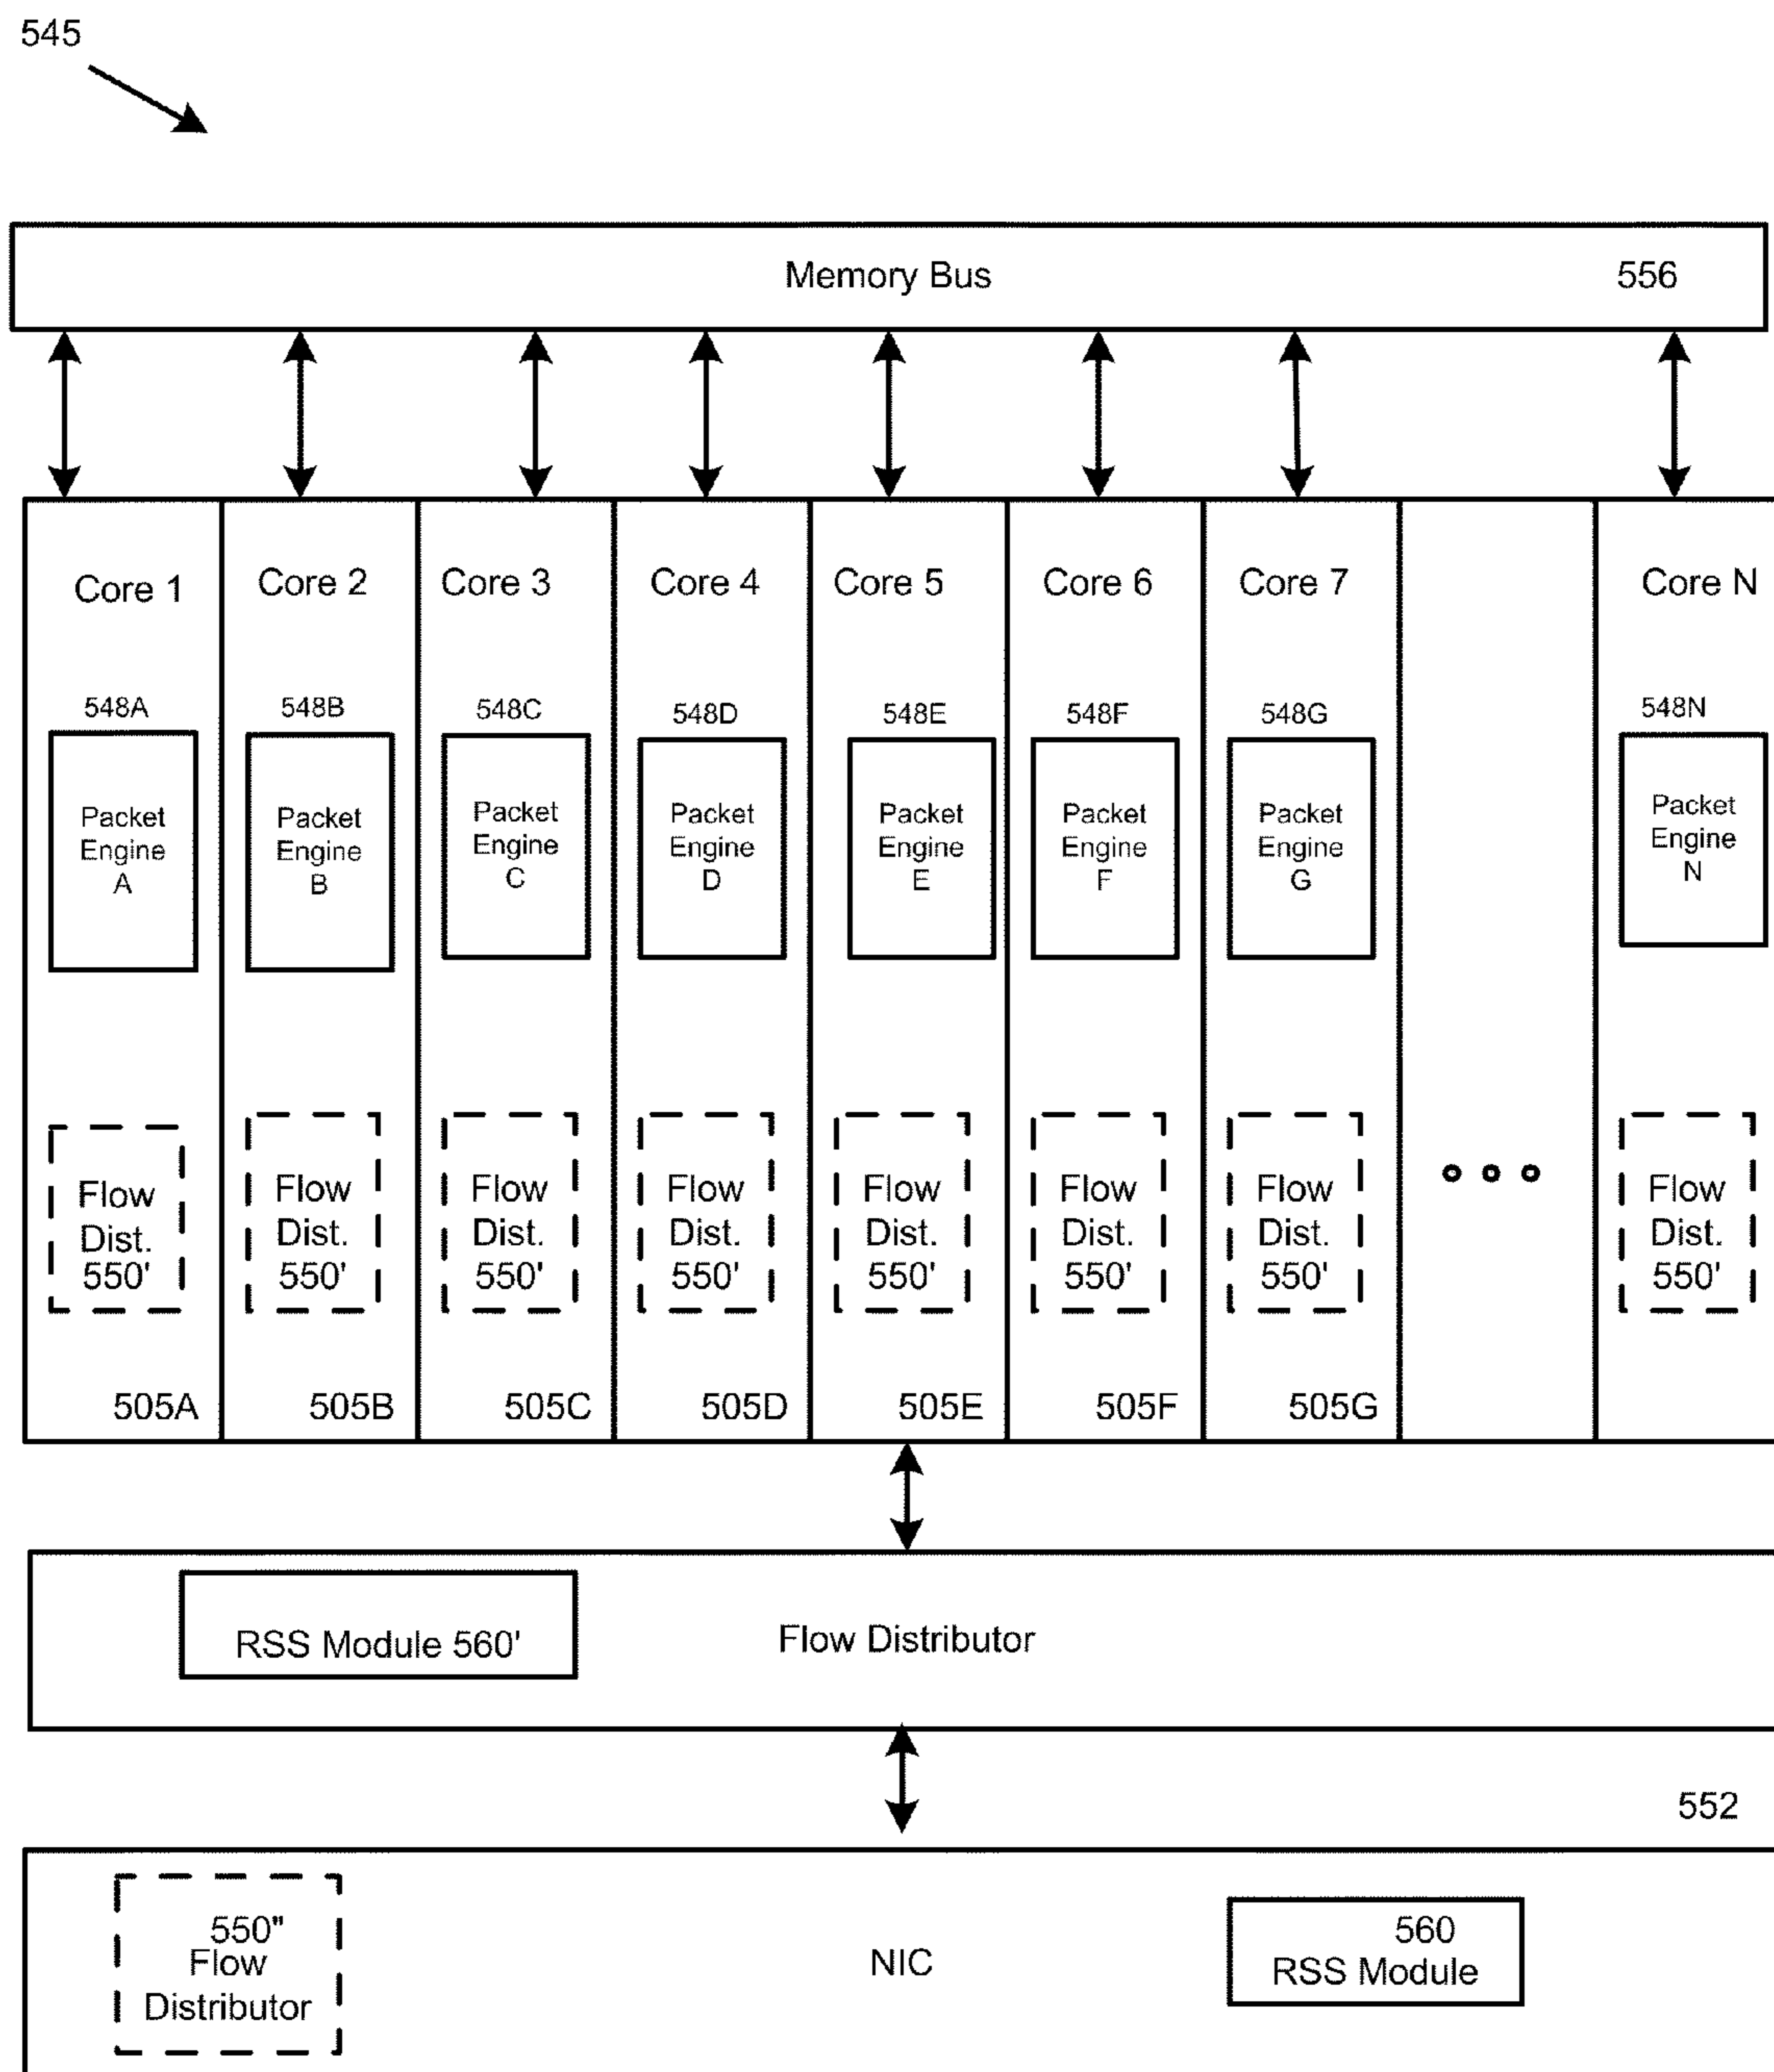 545
Memory Bus 556
Core 1 Core 2 Core 3 Core 4 Core 5 Core 6 Core 7 Core N
548A 548B 548C 548D 548E 548F 548G 548N
Packet Packet Packet Packet Packet Packet Packet Packet
Engine Engine Engine Engine Engine Engine Engine Engine
A B C D E F G N
Flow Flow Flow Flow Flow Flow Flow Flow
Dist. Dist. Dist. Dist. Dist. Dist. Dist. Dist.
550' 550' 550' 550' 550' 550' 550' 550'
505A 505B 505C 505D 505E 505F 505G
RSS Module 560' Flow Distributor
552
550" 560
Flow NIC RSS Module
Distributor